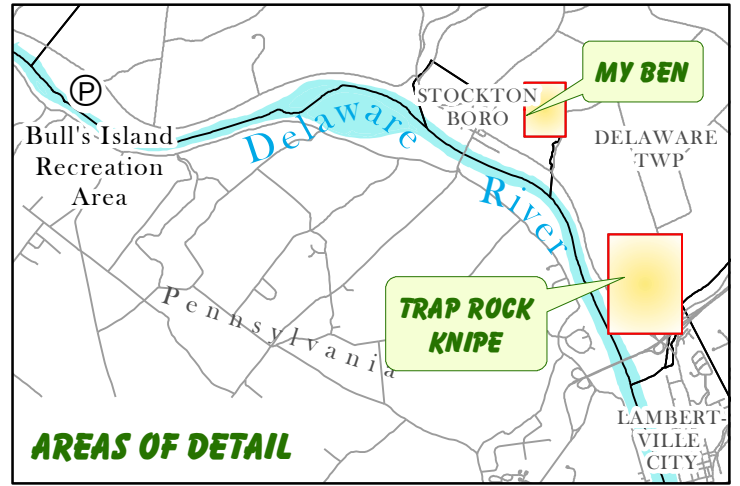 MY BEN
STOCKTON
BORO
DELAWARE
TWP
P
Bull's Island
Recreation
Area
Delaware
River
TRAP ROCK
KNIPE
Pennsylvania
AREAS OF DETAIL
LAMBERT-
VILLE
CITY